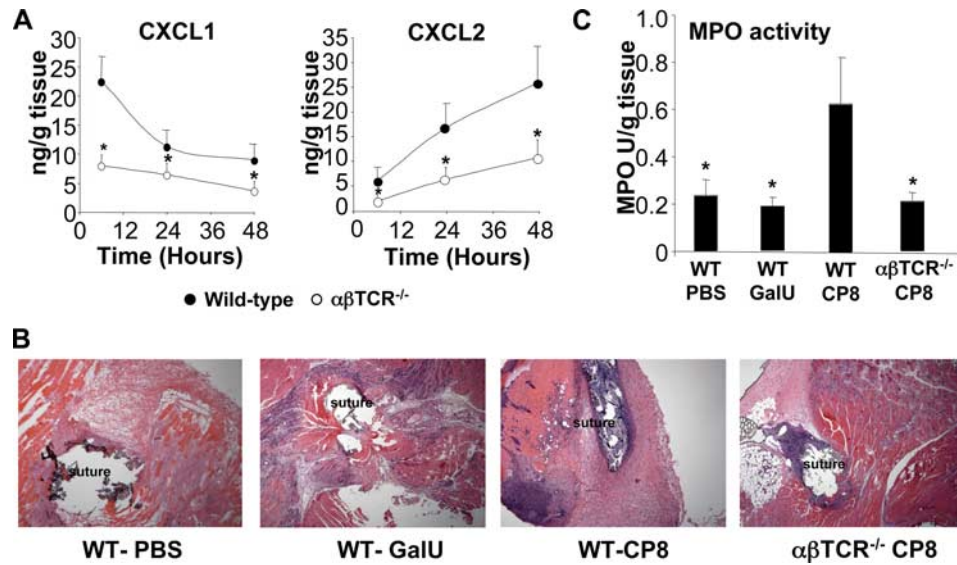 A
CXCL1
ng/g tissue
30
25
20
15
10
5
0
*
*
*
0 12 24 36 48
Time (Hours)
CXCL2
ng/g tissue
35
30
25
20
15
10
5
0
*
*
*
0 12 24 36 48
Time (Hours)
● Wild-type ○ αβTCR⁻/⁻
C
MPO activity
MPO U/g tissue
1.0
0.8
0.6
0.4
0.2
0
* * *
WT PBS
WT GalU
WT CP8
αβTCR⁻/⁻ CP8
B
suture
suture
suture
suture
WT- PBS
WT- GalU
WT-CP8
αβTCR⁻/⁻ CP8